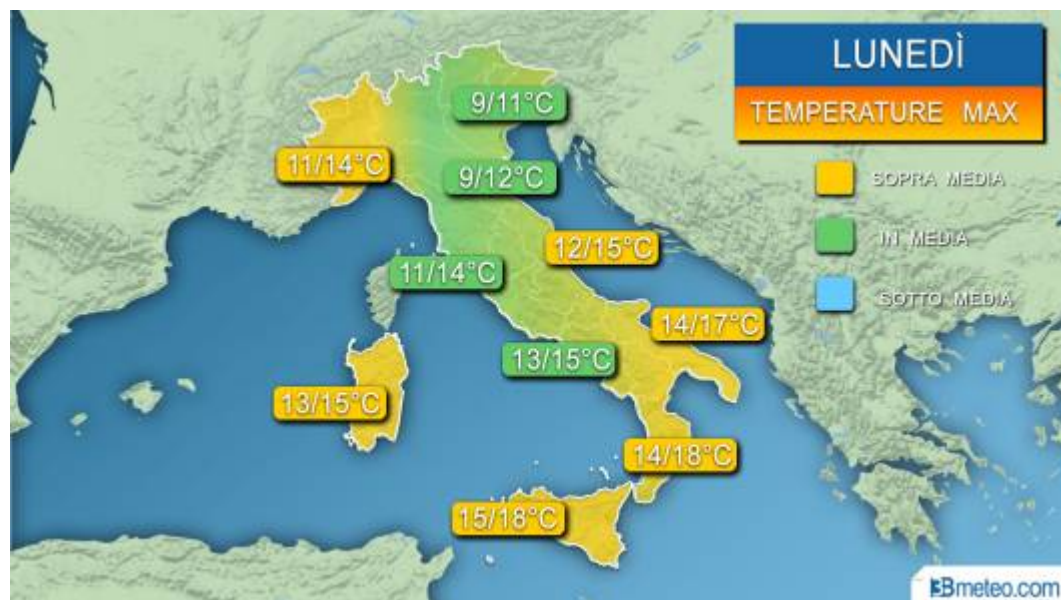 LUNEDÌ
TEMPERATURE MAX
9/11°C
11/14°C
9/12°C
SOPRA MEDIA
12/15°C
IN MEDIA
11/14°C
SOTTO MEDIA
14/17°C
13/15°C
13/15°C
14/18°C
15/18°C
3Bmeteo.com